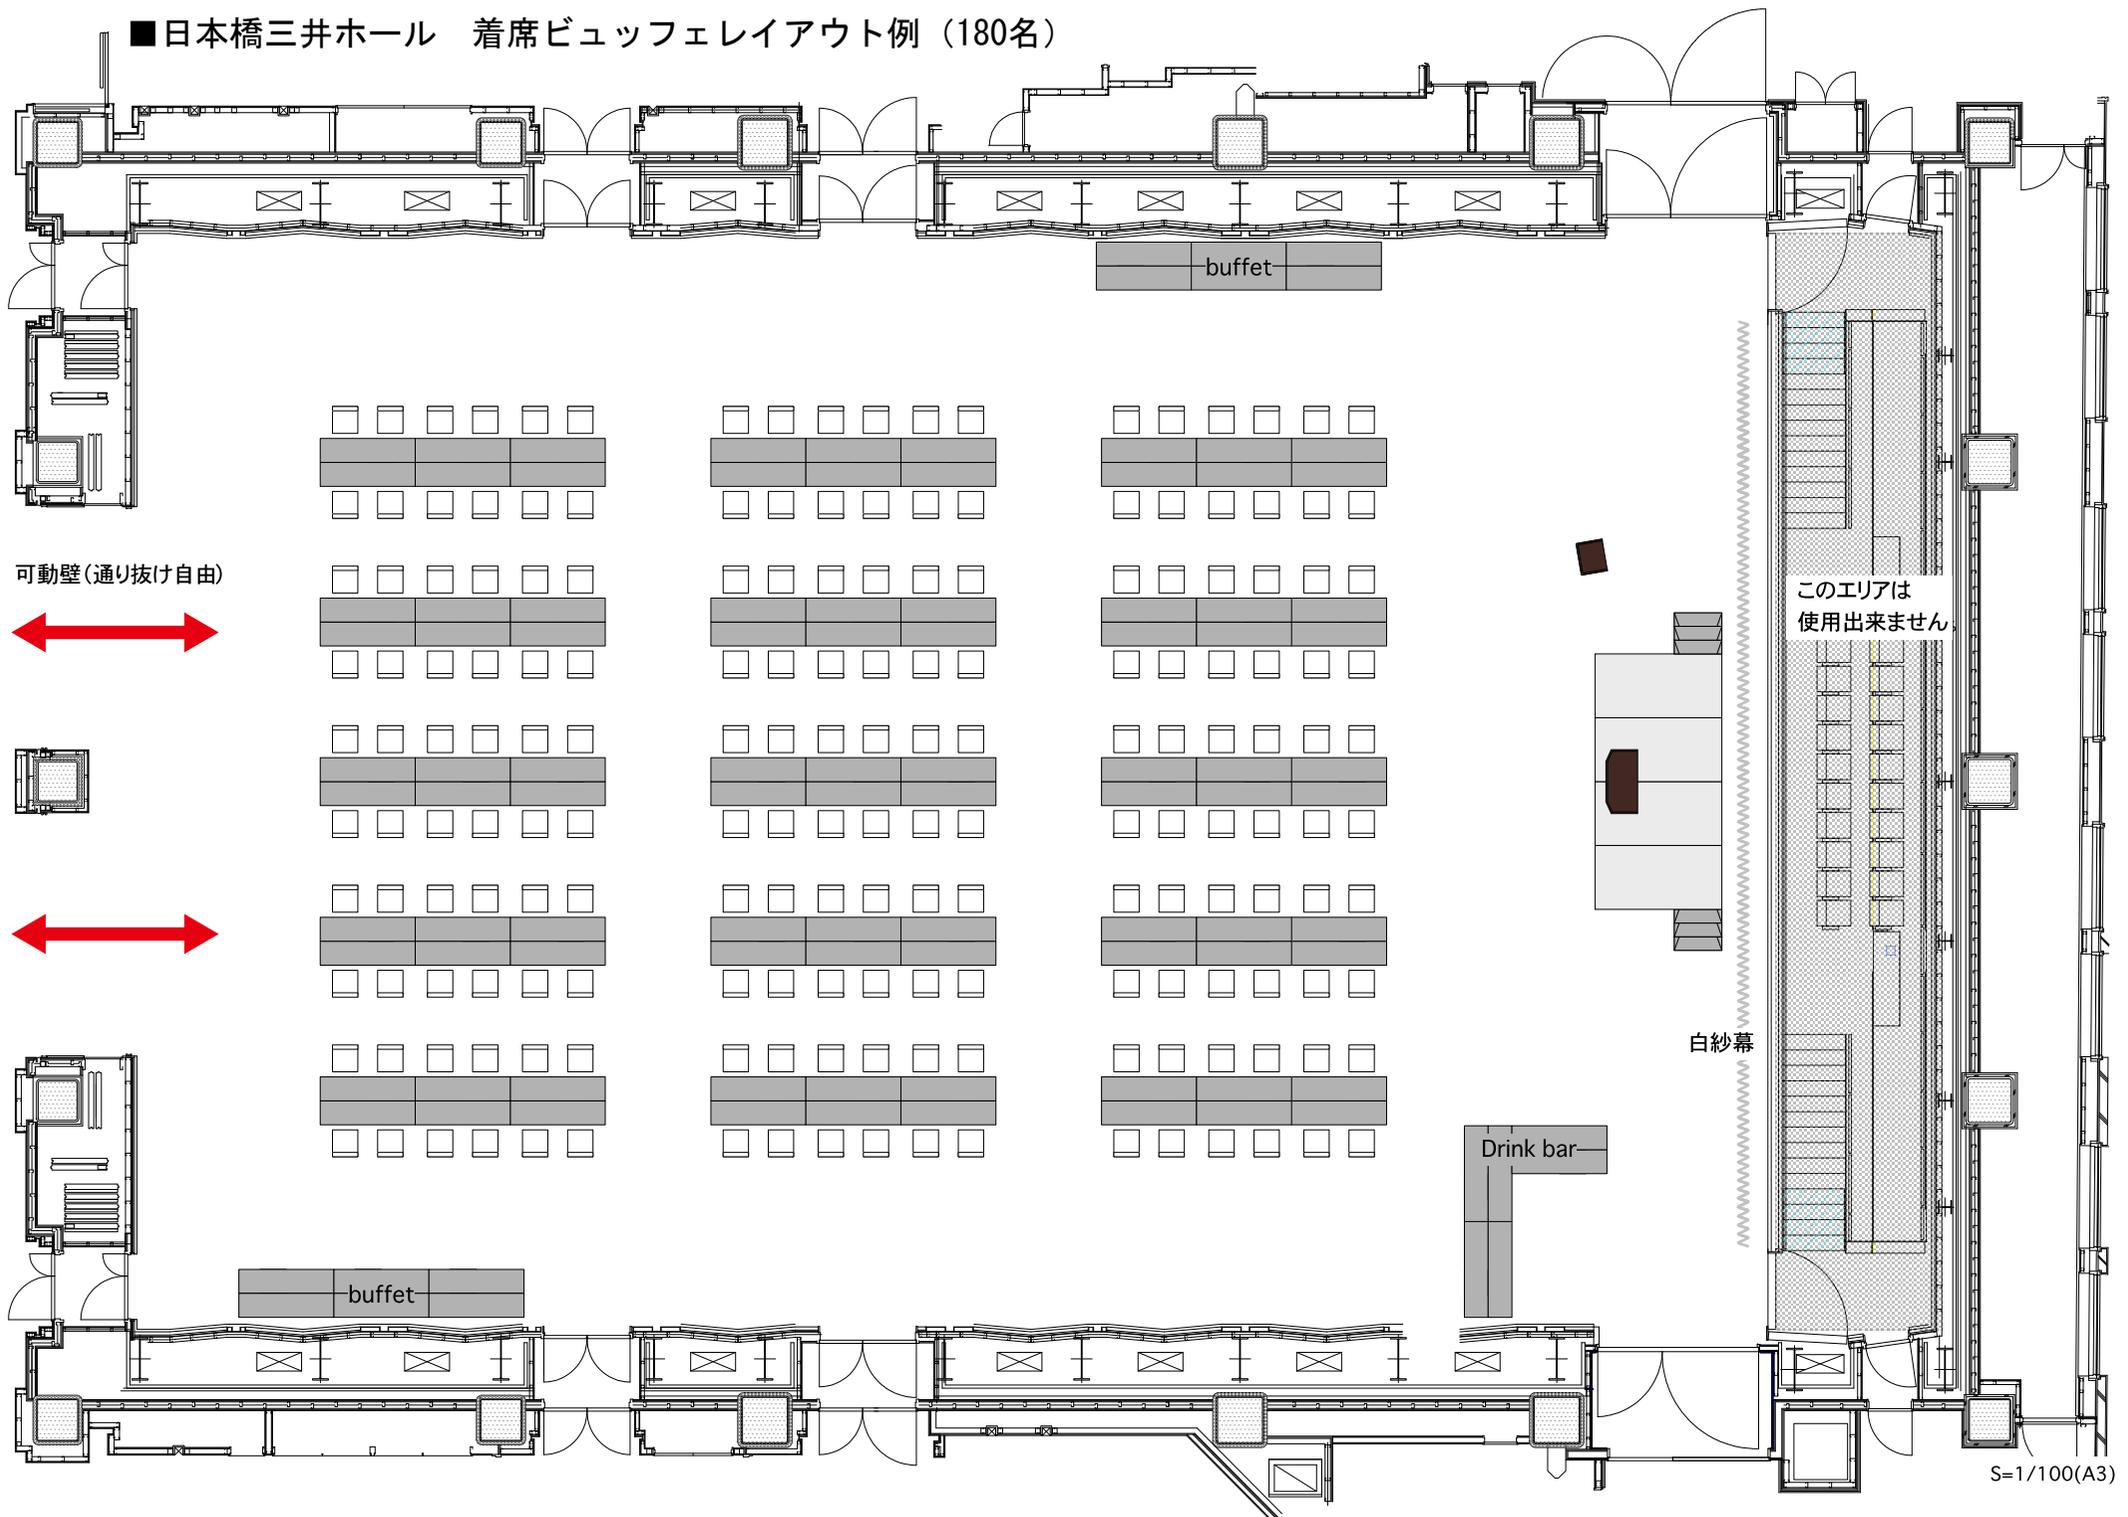 ■日本橋三井ホール　着席ビュッフェレイアウト例（180名）
buffet
可動壁（通り抜け自由）
このエリアは
使用出来ません。
白紗幕
Drink bar
buffet
S=1/100(A3)